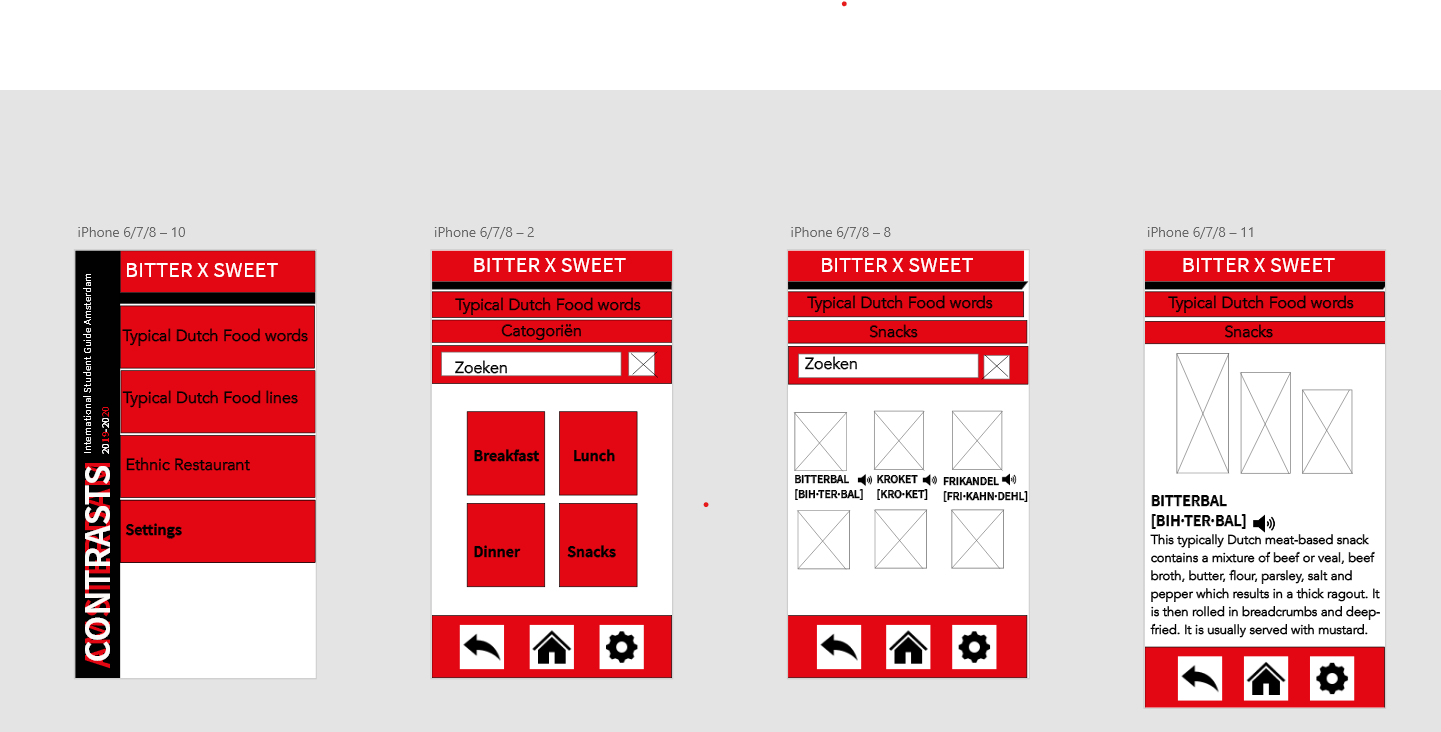 iPhone 6/7/8 – 10
BITTER X SWEET
Typical Dutch Food words
Typical Dutch Food lines
Ethnic Restaurant
Settings
International Student Guide Amsterdam
2019-2020
CONTRASTS
iPhone 6/7/8 – 2
BITTER X SWEET
Typical Dutch Food words
Catogoriën
Zoeken
Breakfast
Lunch
Dinner
Snacks
iPhone 6/7/8 – 8
BITTER X SWEET
Typical Dutch Food words
Snacks
Zoeken
BITTERBAL
[BIH·TER·BAL]
KROKET
[KRO·KET]
FRIKANDEL
[FRI·KAHN·DEHL]
iPhone 6/7/8 – 11
BITTER X SWEET
Typical Dutch Food words
Snacks
BITTERBAL
[BIH·TER·BAL]
This typically Dutch meat-based snack
contains a mixture of beef or veal, beef
broth, butter, flour, parsley, salt and
pepper which results in a thick ragout. It
is then rolled in breadcrumbs and deep-
fried. It is usually served with mustard.